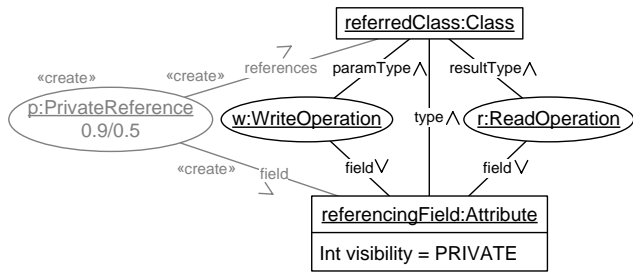 referredClass:Class
«create»
«create»
references
paramType
resultType
p:PrivateReference
0.9/0.5
w:WriteOperation
type
r:ReadOperation
«create»
field
field
field
referencingField:Attribute
Int visibility = PRIVATE